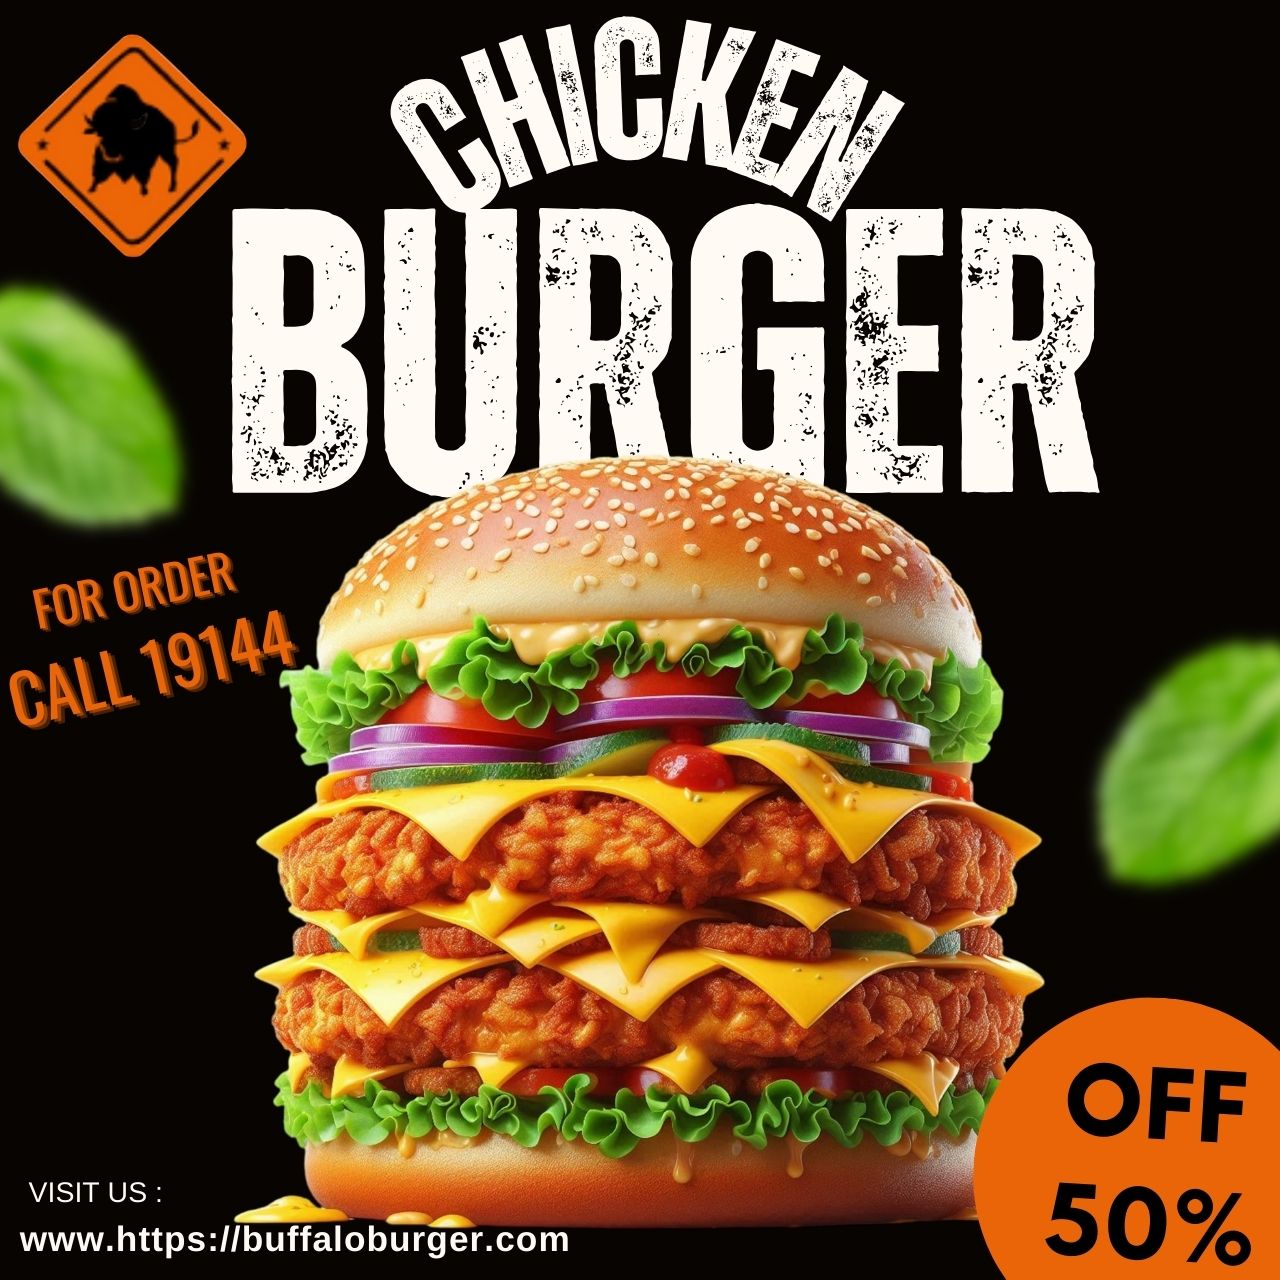 CHICKEN
BURGER
FOR ORDER
CALL 19144
OFF
50%
VISIT US :
www.https://buffaloburger.com